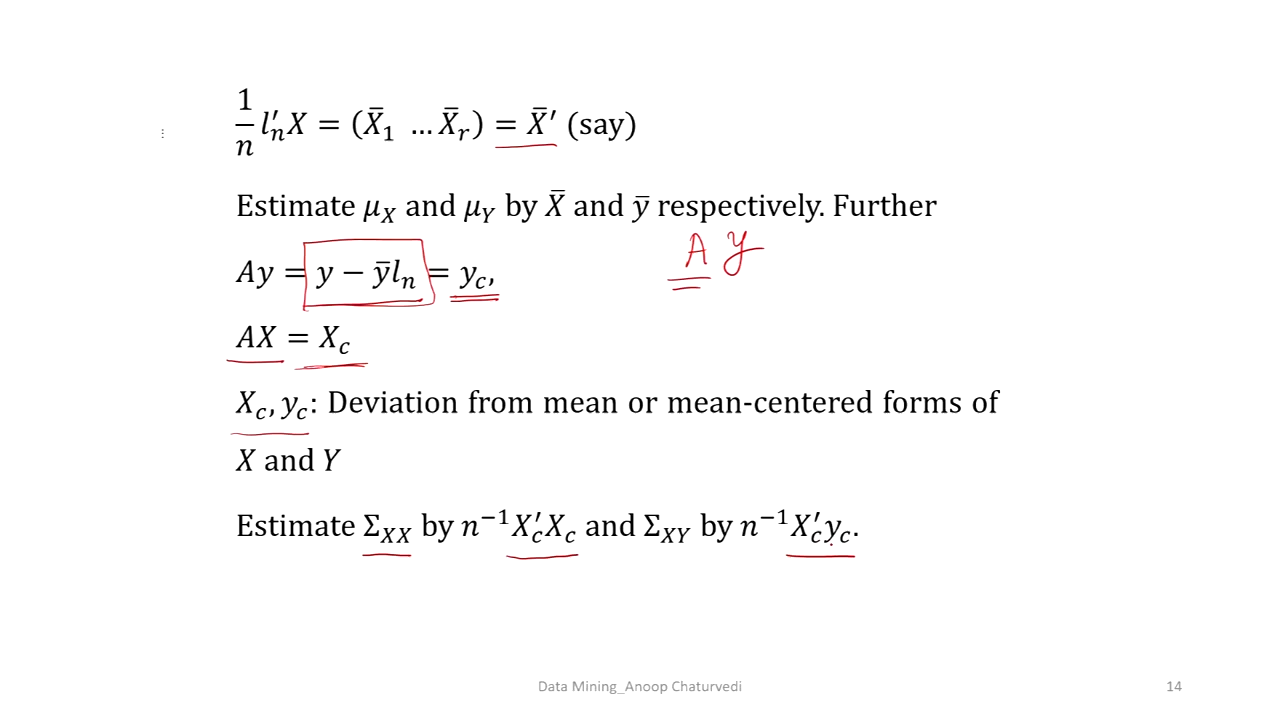 1/n l′ₙX = (X̄₁ …X̄ᵣ) = X̄′ (say)
Estimate μ_X and μ_Y by X̄ and ȳ respectively. Further
A y
Ay = y − ȳlₙ = y_c,
AX = X_c
X_c, y_c: Deviation from mean or mean-centered forms of
X and Y
Estimate Σ_XX by n⁻¹X′_cX_c and Σ_XY by n⁻¹X′_cy_c.
Data Mining_Anoop Chaturvedi
14